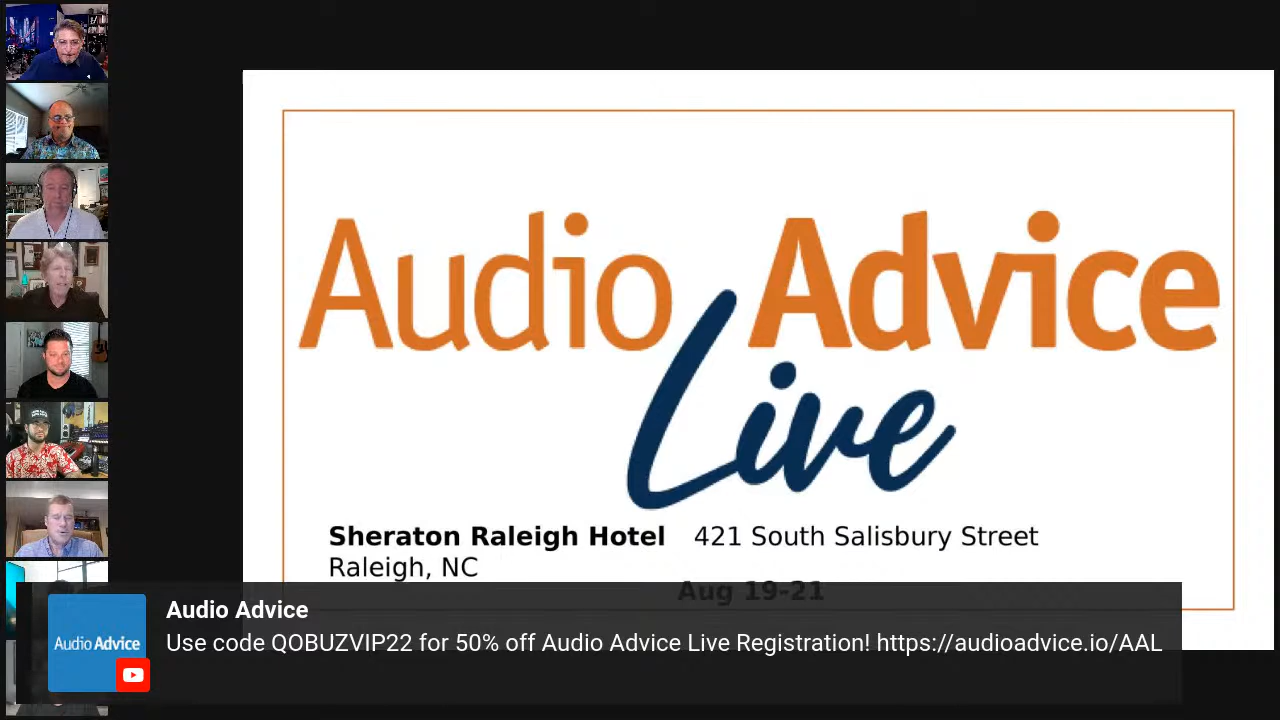 Audio Advice
Live
Sheraton Raleigh Hotel 421 South Salisbury Street
Raleigh, NC
Aug 19-21
Audio Advice
Audio Advice
Use code QOBUZVIP22 for 50% off Audio Advice Live Registration! https://audioadvice.io/AAL